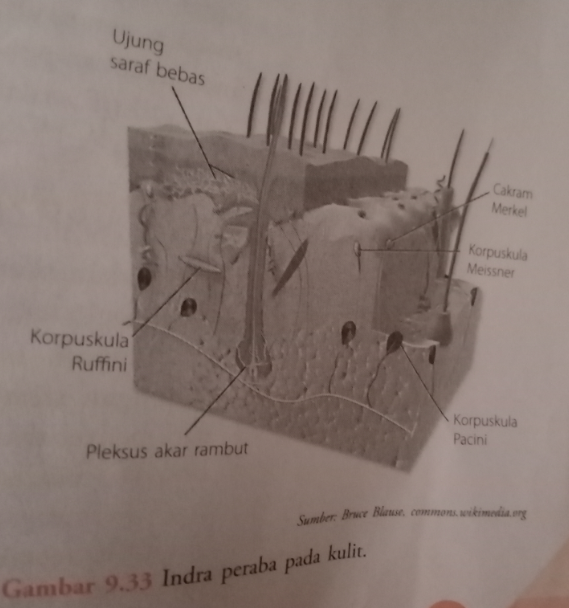 Ujung
saraf bebas
Cakram
Merkel
Korpuskula
Meissner
Korpuskula
Ruffini
Korpuskula
Pacini
Pleksus akar rambut
Sumber: Bruce Blause. commons.wikimedia.org
Gambar 9.33 Indra peraba pada kulit.